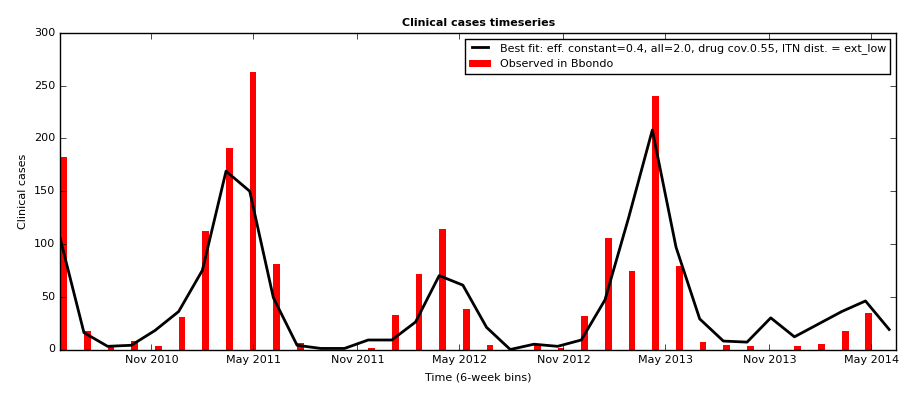 Clinical cases timeseries
Best fit: eff. constant=0.4, all=2.0, drug cov.0.55, ITN dist. = ext_low
Observed in Bbondo
Clinical cases
300
250
200
150
100
50
0
Nov 2010 May 2011 Nov 2011 May 2012 Nov 2012 May 2013 Nov 2013 May 2014
Time (6-week bins)